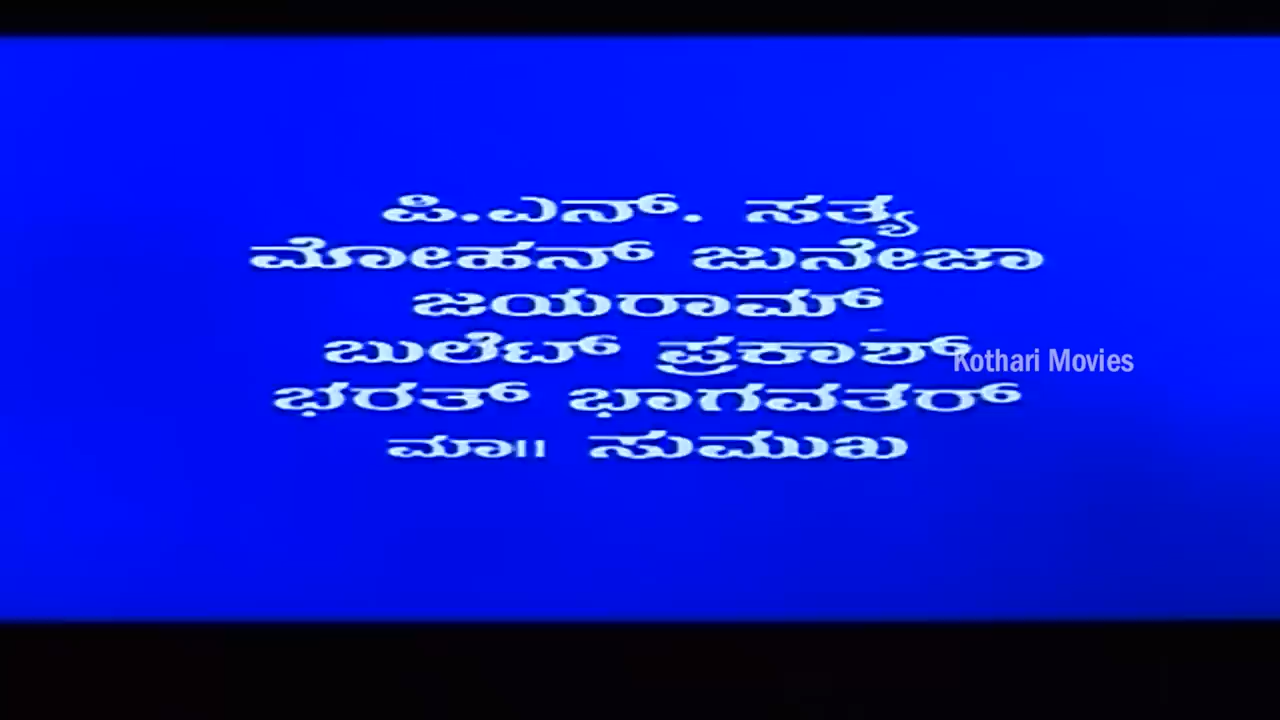 ಪಿ.ಎನ್. ಸತ್ಯ
ಮೋಹನ್ ಜುನೇಜಾ
ಜಯರಾಮ್
ಬುಲೆಟ್ ಪ್ರಕಾಶ್
Kothari Movies
ಭರತ್ ಭಾಗವತರ್
ಮಾ॥ ಸುಮುಖ